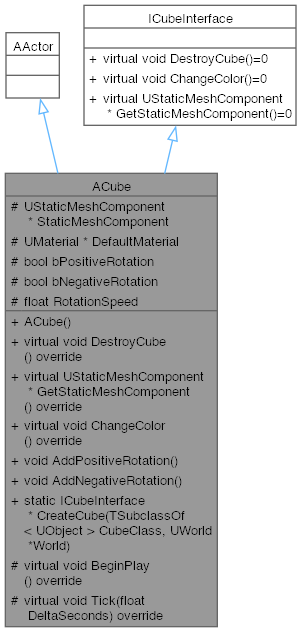 ICubeInterface
+ virtual void DestroyCube()=0
+ virtual void ChangeColor()=0
+ virtual UStaticMeshComponent
* GetStaticMeshComponent()=0
AActor
ACube
# UStaticMeshComponent
* StaticMeshComponent
# UMaterial * DefaultMaterial
# bool bPositiveRotation
# bool bNegativeRotation
# float RotationSpeed
+ ACube()
+ virtual void DestroyCube
() override
+ virtual UStaticMeshComponent
* GetStaticMeshComponent
() override
+ virtual void ChangeColor
() override
+ void AddPositiveRotation()
+ void AddNegativeRotation()
+ static ICubeInterface
* CreateCube(TSubclassOf
< UObject > CubeClass, UWorld
*World)
# virtual void BeginPlay
() override
# virtual void Tick(float
DeltaSeconds) override